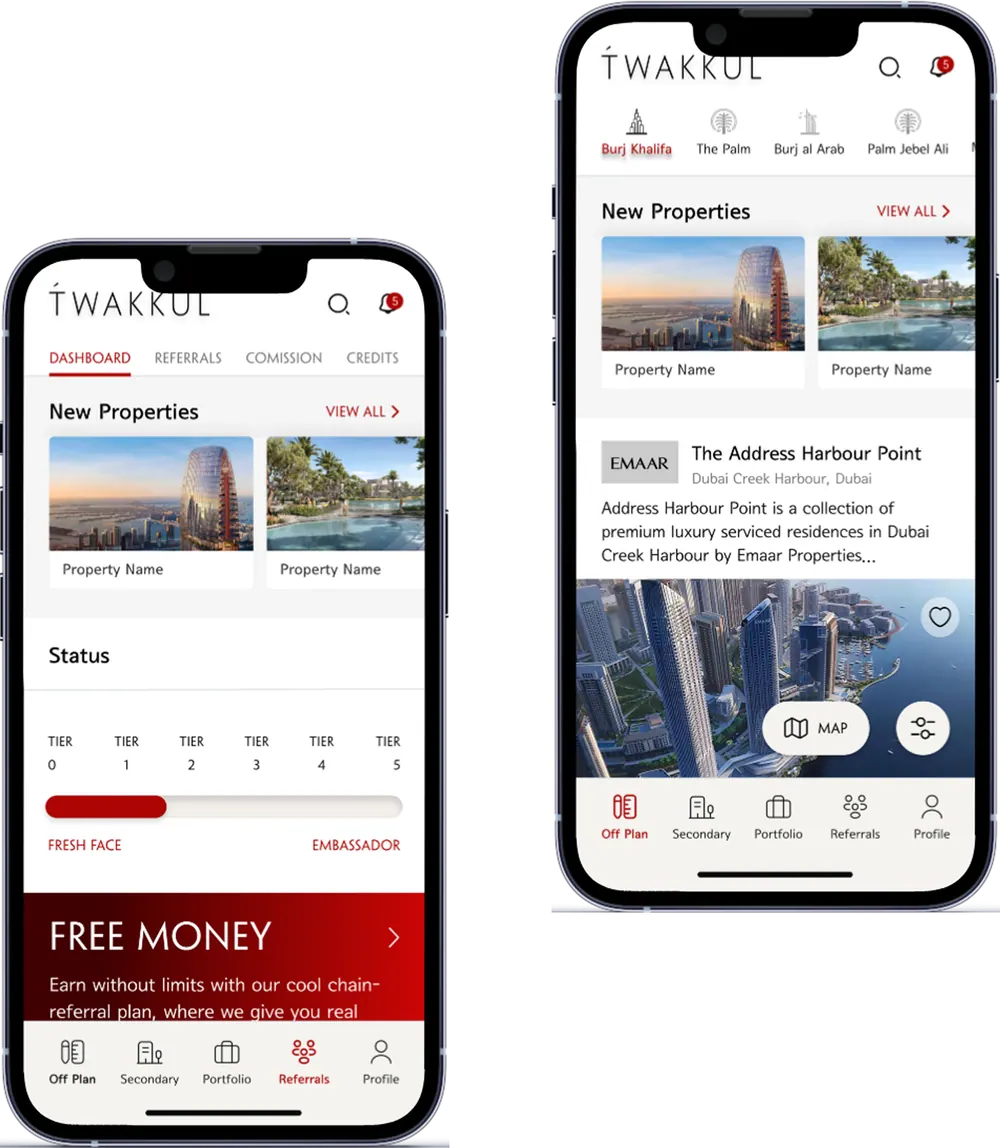 TWAKKUL
5
DASHBOARD REFERRALS COMISSION CREDITS
New Properties VIEW ALL
Property Name Property Name
Status
TIER TIER TIER TIER TIER TIER
0 1 2 3 4 5
FRESH FACE EMBASSADOR
FREE MONEY
Earn without limits with our cool chain-
referral plan, where we give you real
Off Plan Secondary Portfolio Referrals Profile
TWAKKUL
5
Burj Khalifa The Palm Burj al Arab Palm Jebel Ali
New Properties VIEW ALL
Property Name Property Name
EMAAR The Address Harbour Point
Dubai Creek Harbour, Dubai
Address Harbour Point is a collection of
premium luxury serviced residences in Dubai
Creek Harbour by Emaar Properties...
MAP
Off Plan Secondary Portfolio Referrals Profile